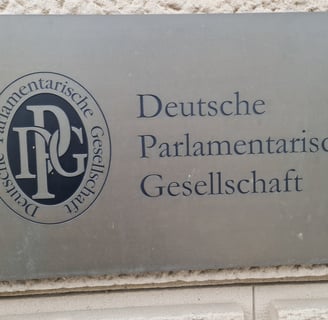 Deutsche Parlamentarische Gesellschaft
DPG
Deutsche
Parlamentarisc
Gesellschaft